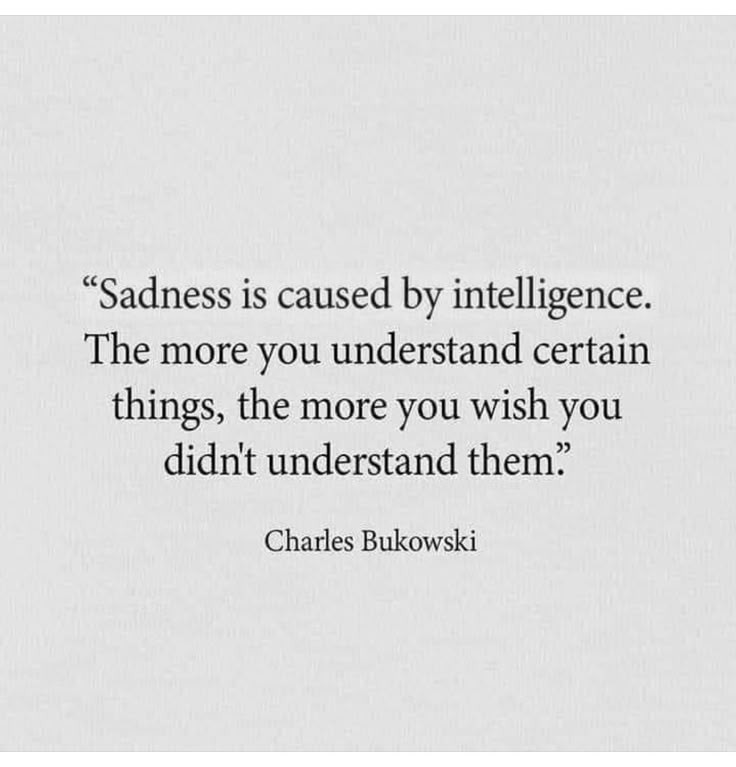 “Sadness is caused by intelligence.
The more you understand certain
things, the more you wish you
didn't understand them.”
Charles Bukowski